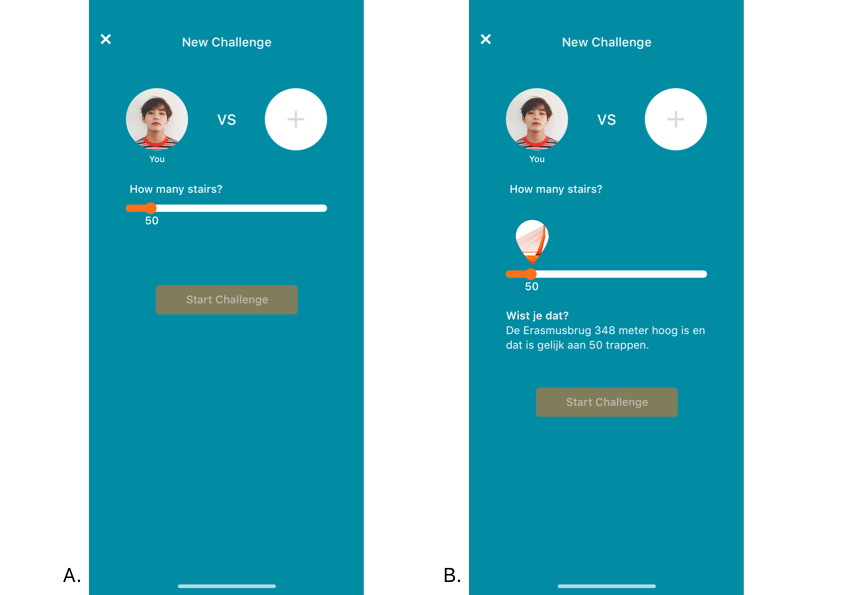 New Challenge
VS
You
How many stairs?
50
Start Challenge
A.
New Challenge
VS
You
How many stairs?
50
Wist je dat?
De Erasmusbrug 348 meter hoog is en
dat is gelijk aan 50 trappen.
Start Challenge
B.